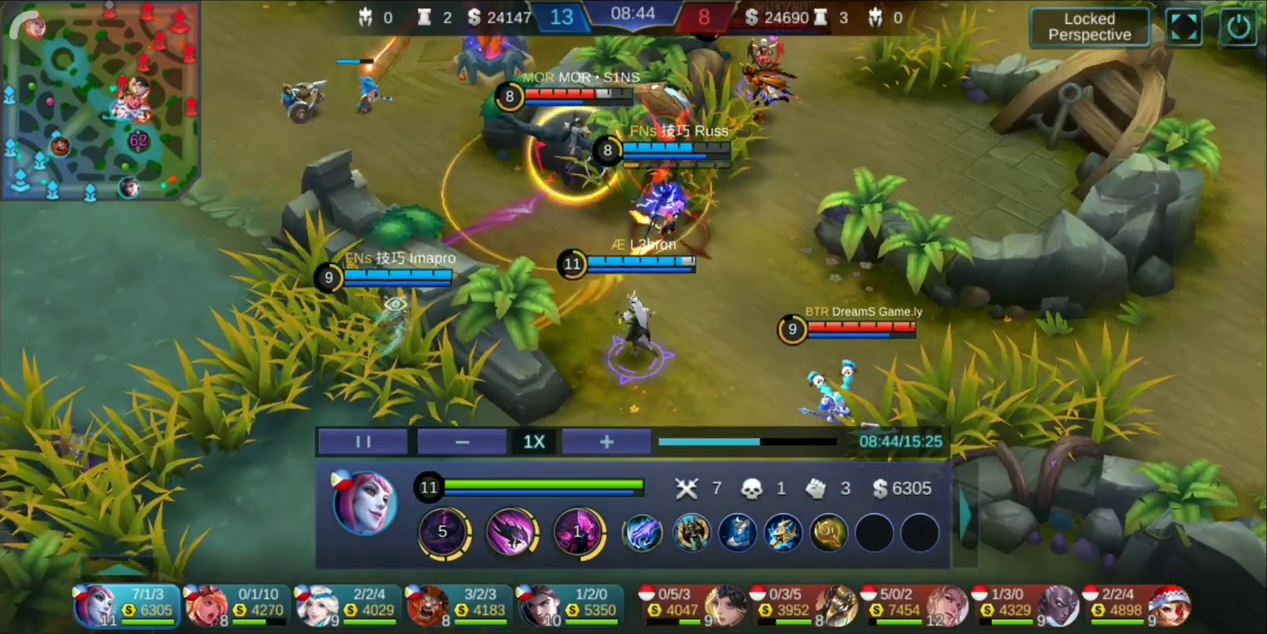 0 2 $ 24147 13 08:44 8 $ 24690 3 0
Locked
Perspective
MOR MOR • S1NS
8
FNs 技巧 Russ
8
Æ L3bron
11
FNs 技巧 Imapro
9
BTR DreamS Game.ly
9
62
1X
08:44/15:25
11
7 1 3 $ 6305
5 1
7/1/3 0/1/10 2/2/4 3/2/3 1/2/0 0/5/3 0/3/5 5/0/2 1/3/0 2/2/4
6305 4270 4029 4183 5350 4047 3952 7454 4329 4898
11 8 9 8 10 9 8 12 9 9